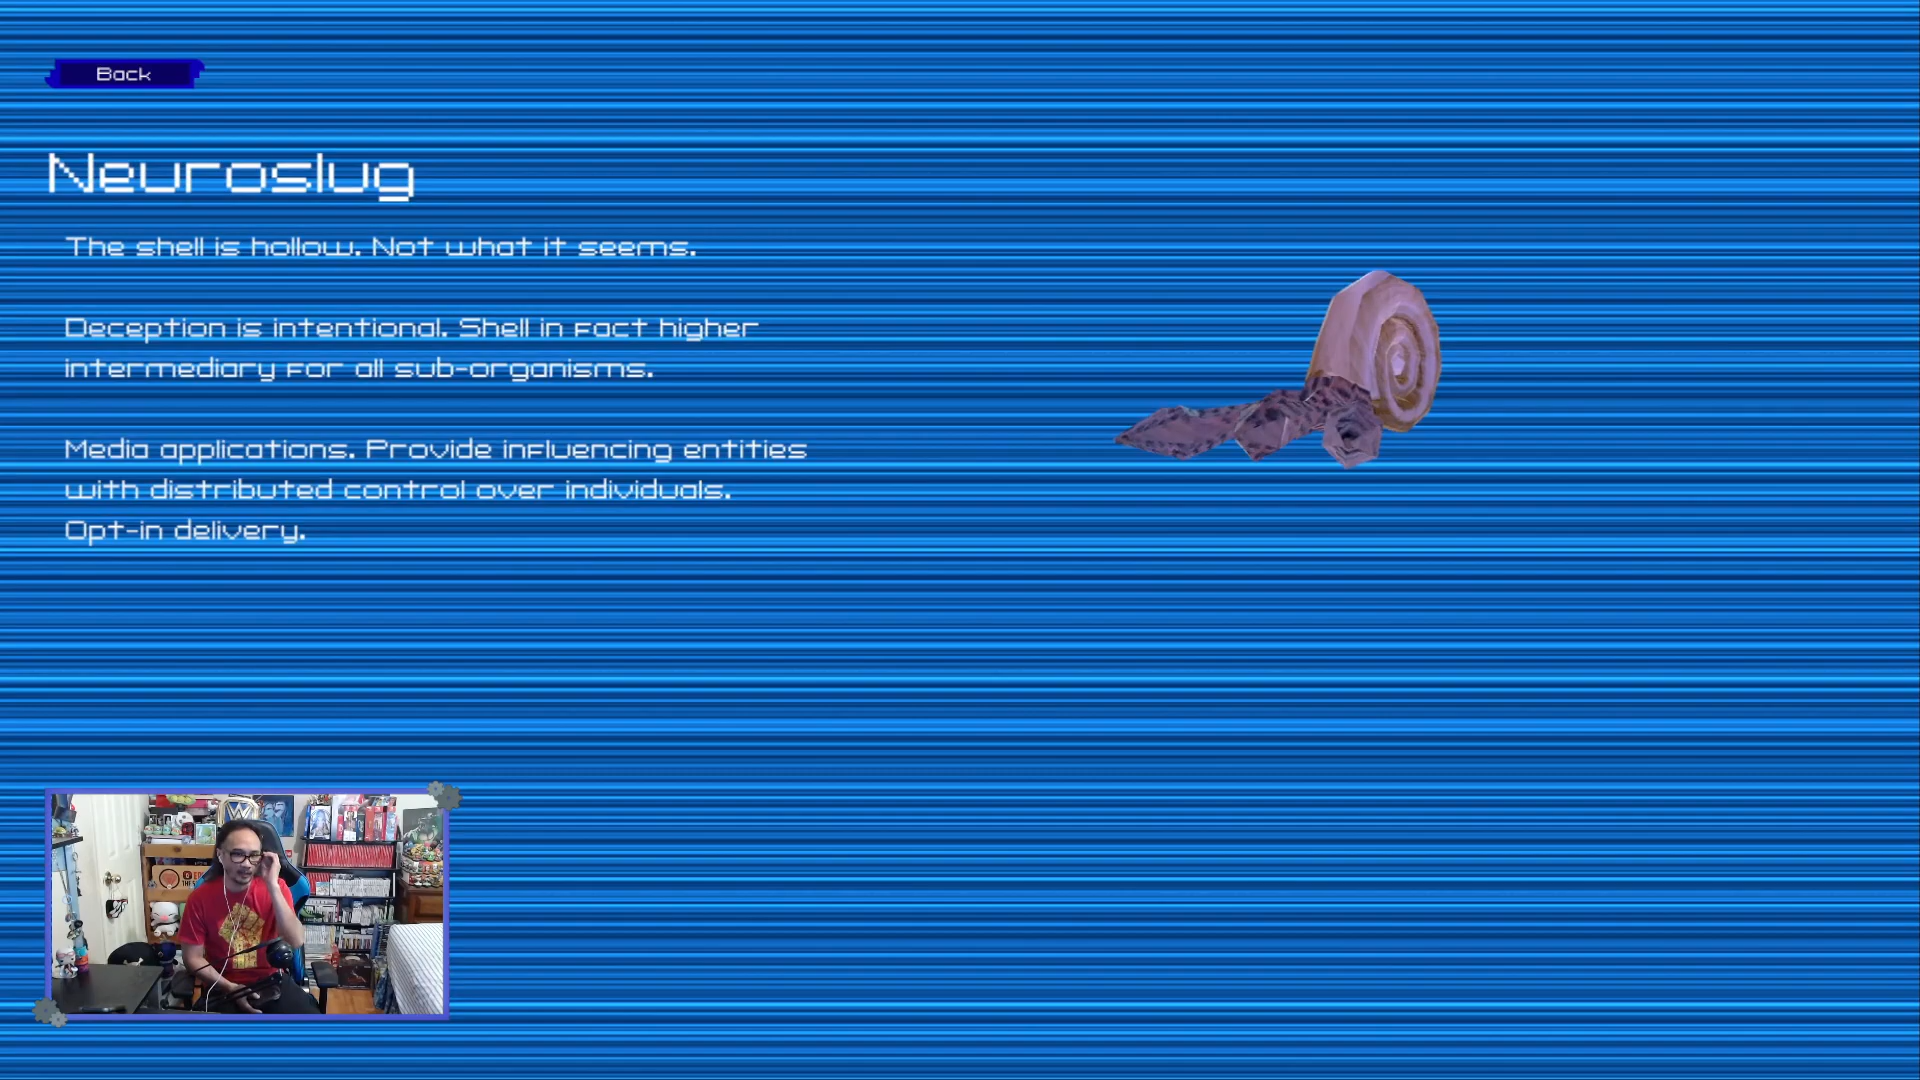 Back
Neuroslug
The shell is hollow. Not what it seems.
Deception is intentional. Shell in fact higher
intermediary for all sub-organisms.
Media applications. Provide influencing entities
with distributed control over individuals.
Opt-in delivery.